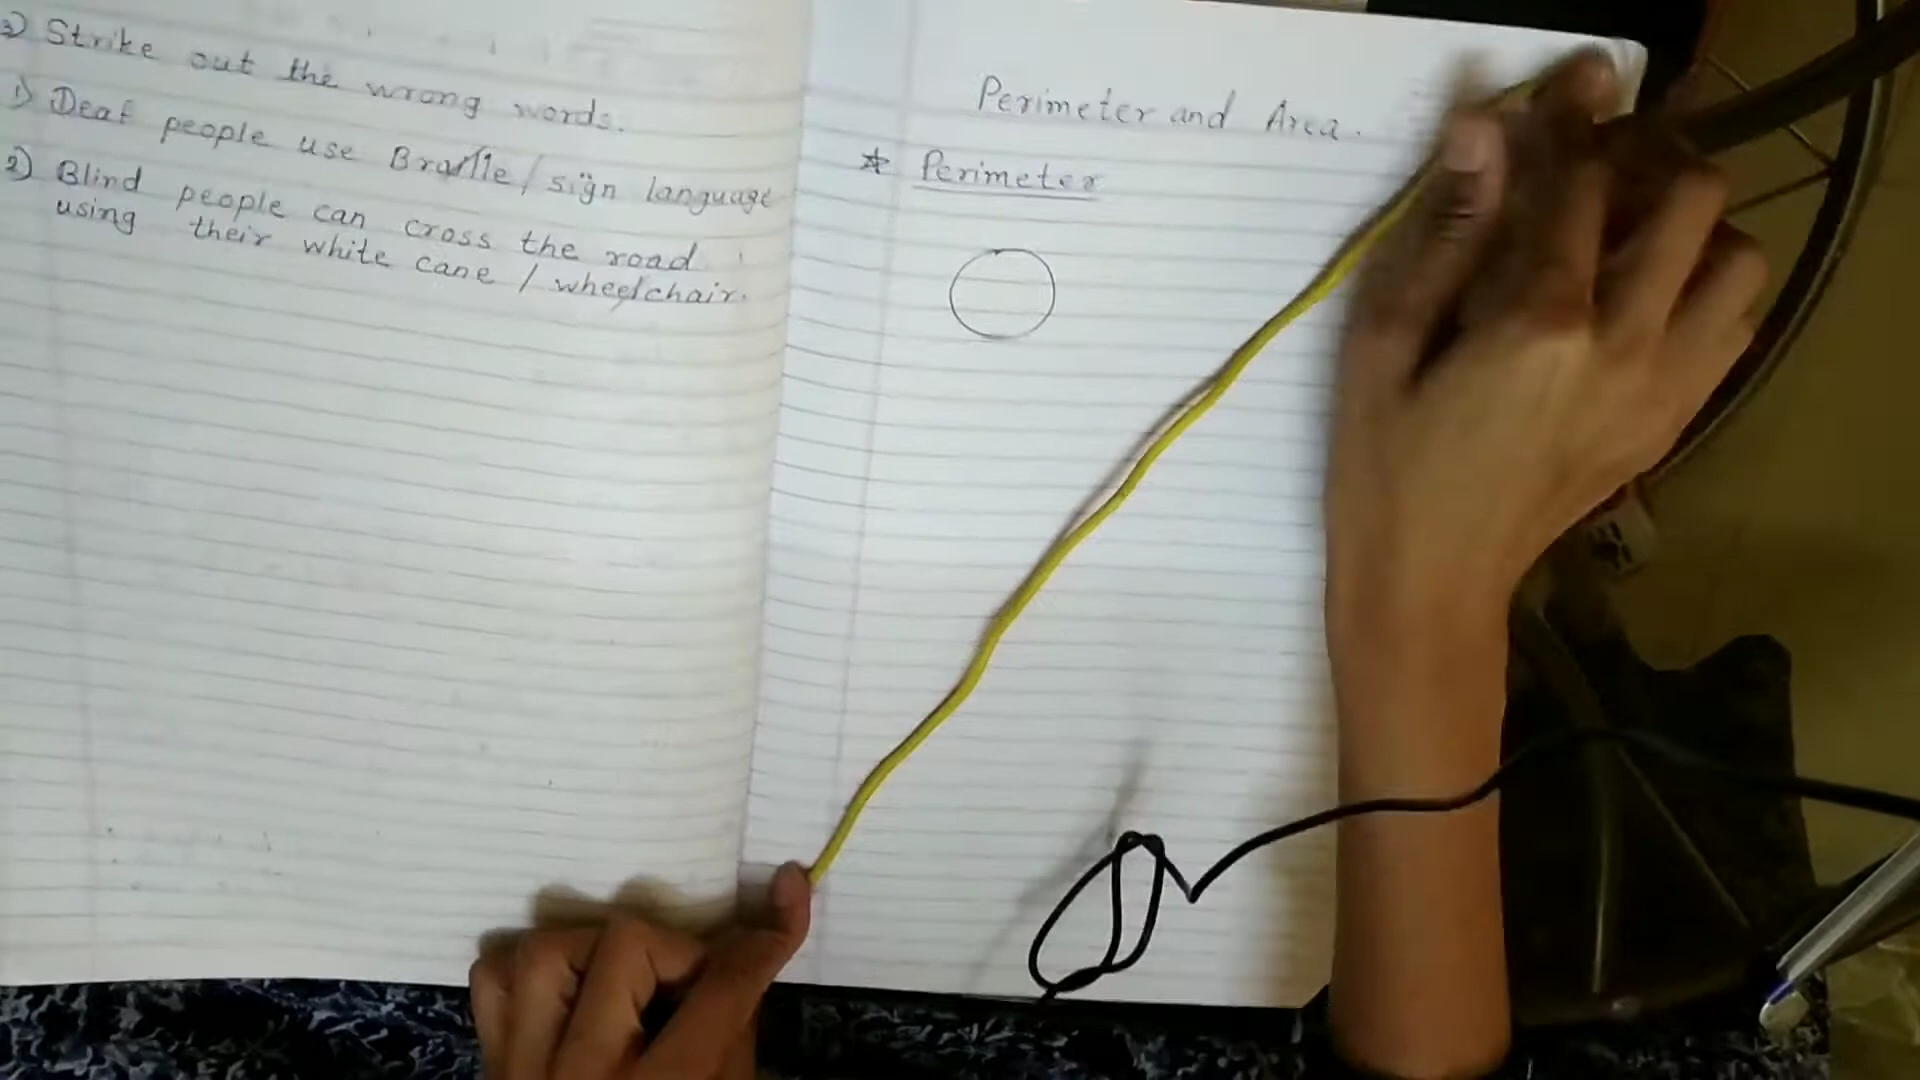 3) Strike out the wrong words.
1) Deaf people use Braille / sign language
2) Blind people can cross the road
using their white cane / wheelchair.
Perimeter and Area.
* Perimeter